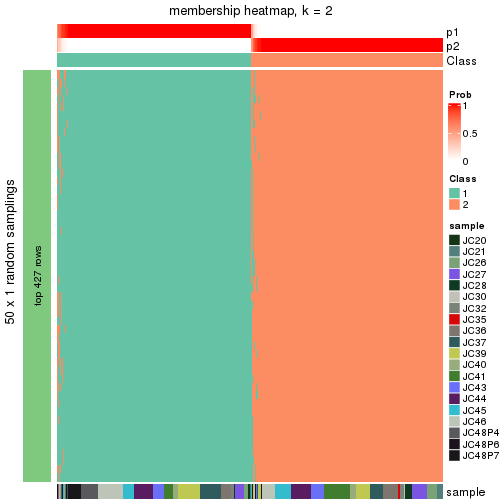 membership heatmap, k = 2
p1
p2
Class
50 x 1 random samplings
top 427 rows
Prob
1
0.5
0
Class
1
2
sample
JC20
JC21
JC26
JC27
JC28
JC30
JC32
JC35
JC36
JC37
JC39
JC40
JC41
JC43
JC44
JC45
JC46
JC48P4
JC48P6
JC48P7
sample